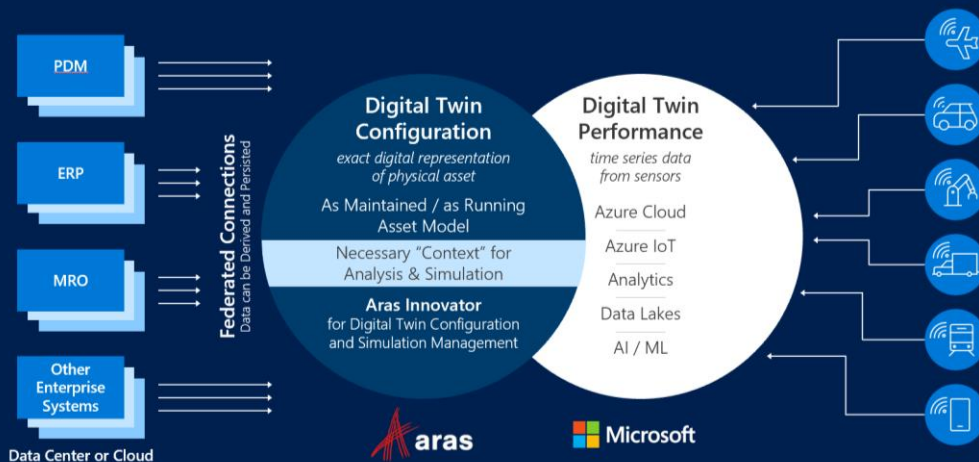 PDM
ERP
MRO
Other
Enterprise
Systems
Data Center or Cloud
Federated Connections
Data can be Derived and Persisted
Digital Twin
Configuration
exact digital representation
of physical asset
As Maintained / as Running
Asset Model
Necessary “Context” for
Analysis & Simulation
Aras Innovator
for Digital Twin Configuration
and Simulation Management
aras
Digital Twin
Performance
time series data
from sensors
Azure Cloud
Azure IoT
Analytics
Data Lakes
AI / ML
Microsoft